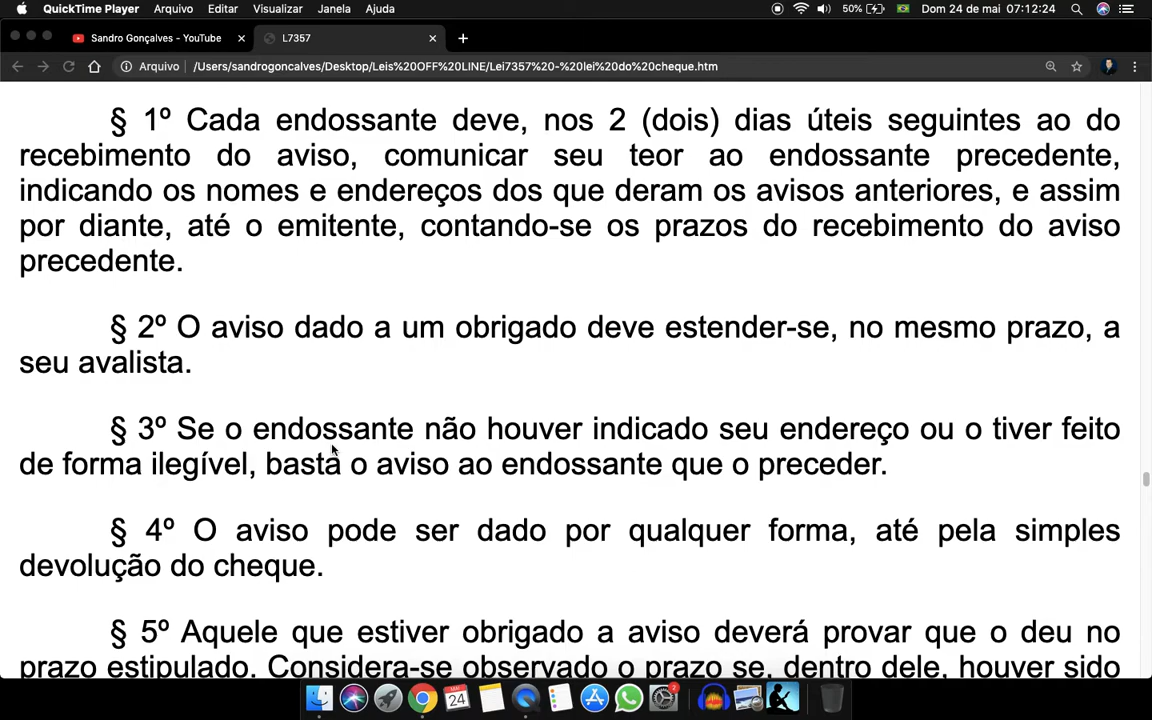 QuickTime Player Arquivo Editar Visualizar Janela Ajuda 50% Dom 24 de mai 07:12:24
Sandro Gonçalves - YouTube L7357
Arquivo /Users/sandrogoncalves/Desktop/Leis%20OFF%20LINE/Lei7357%20-%20lei%20do%20cheque.htm
§ 1º Cada endossante deve, nos 2 (dois) dias úteis seguintes ao do
recebimento do aviso, comunicar seu teor ao endossante precedente,
indicando os nomes e endereços dos que deram os avisos anteriores, e assim
por diante, até o emitente, contando-se os prazos do recebimento do aviso
precedente.
§ 2º O aviso dado a um obrigado deve estender-se, no mesmo prazo, a
seu avalista.
§ 3º Se o endossante não houver indicado seu endereço ou o tiver feito
de forma ilegível, basta o aviso ao endossante que o preceder.
§ 4º O aviso pode ser dado por qualquer forma, até pela simples
devolução do cheque.
§ 5º Aquele que estiver obrigado a aviso deverá provar que o deu no
prazo estipulado. Considera-se observado o prazo se, dentro dele, houver sido
MAI
24
2